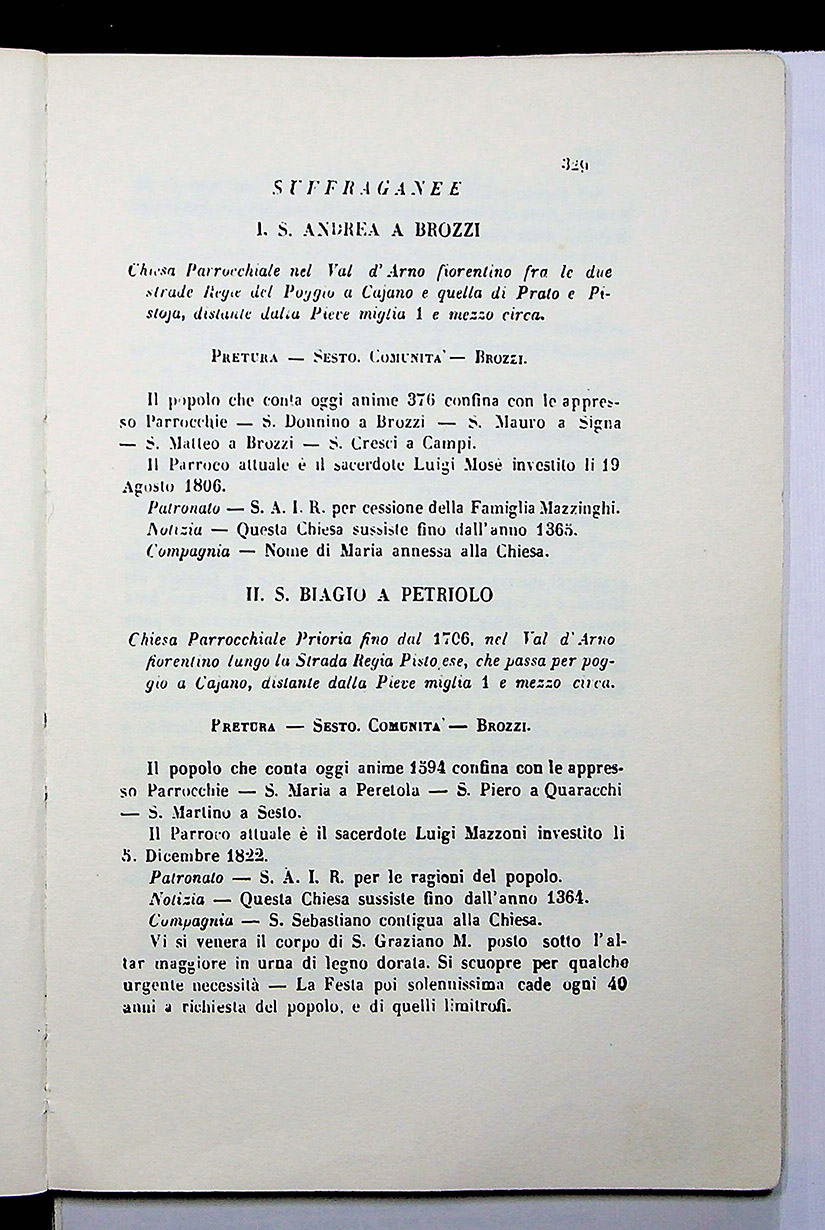 329
SUFFRAGANEE
I. S. ANDREA A BROZZI
Chiesa Parrocchiale nel Val d'Arno fiorentino fra le due
strade Regie del Poggio a Cajano e quella di Prato e Pi-
stoja, distante dalla Pieve miglia 1 e mezzo circa.
PRETURA — SESTO. COMUNITA' — BROZZI.
Il popolo che conta oggi anime 376 confina con le appres-
so Parrocchie — S. Donnino a Brozzi — S. Mauro a Signa
— S. Matteo a Brozzi — S. Cresci a Campi.
Il Parroco attuale è il sacerdote Luigi Mosè investito li 19
Agosto 1806.
Patronato — S. A. I. R. per cessione della Famiglia Mazzinghi.
Notizia — Questa Chiesa sussiste fino dall'anno 1365.
Compagnia — Nome di Maria annessa alla Chiesa.
II. S. BIAGIO A PETRIOLO
Chiesa Parrocchiale Prioria fino dal 1706, nel Val d'Arno
fiorentino lungo la Strada Regia Pistojese, che passa per pog-
gio a Cajano, distante dalla Pieve miglia 1 e mezzo circa.
PRETURA — SESTO. COMUNITA' — BROZZI.
Il popolo che conta oggi anime 1594 confina con le appres-
so Parrocchie — S. Maria a Peretola — S. Piero a Quaracchi
— S. Martino a Sesto.
Il Parroco attuale è il sacerdote Luigi Mazzoni investito li
5. Dicembre 1822.
Patronato — S. A. I. R. per le ragioni del popolo.
Notizia — Questa Chiesa sussiste fino dall'anno 1364.
Compagnia — S. Sebastiano contigua alla Chiesa.
Vi si venera il corpo di S. Graziano M. posto sotto l'al-
tar maggiore in urna di legno dorata. Si scuopre per qualche
urgente necessità — La Festa poi solennissima cade ogni 40
anni a richiesta del popolo, e di quelli limitrofi.